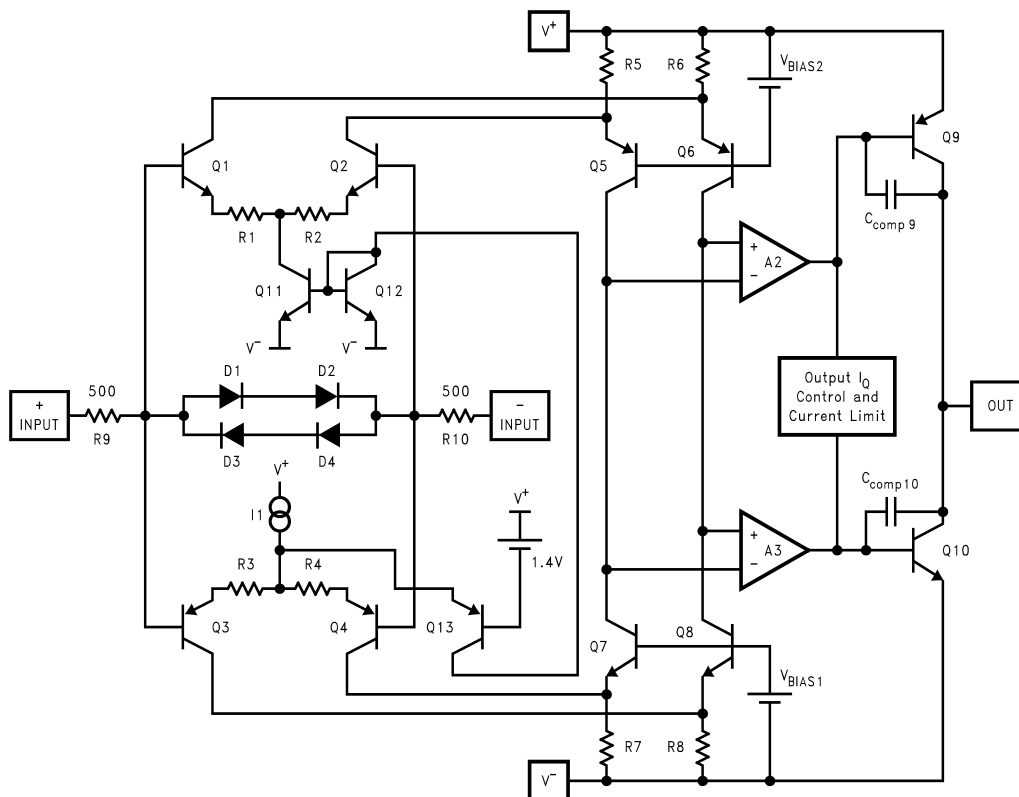 V+
R5
R6
VBIAS2
Q1
Q2
Q5
Q6
Q9
R1
R2
Ccomp 9
+
A2
−
Q11
Q12
V−
V−
D1
D2
500
500
Output IQ
Control and
Current Limit
+
INPUT
−
INPUT
OUT
R9
R10
D3
D4
V+
Ccomp10
V+
I1
+
A3
−
Q10
1.4V
R3
R4
Q3
Q4
Q13
Q7
Q8
VBIAS1
R7
R8
V−